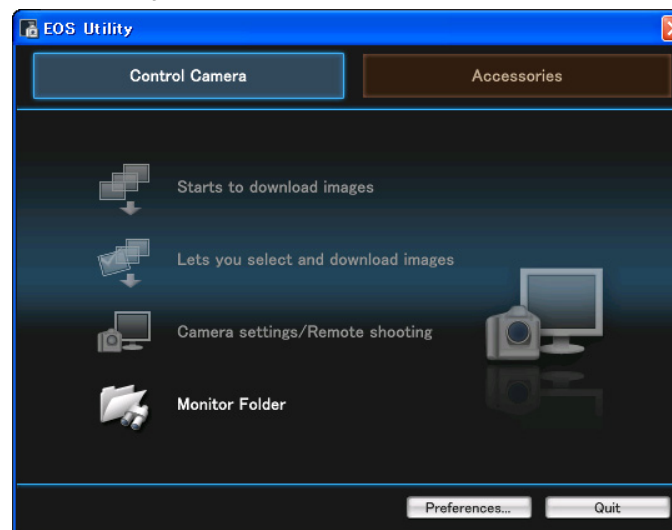 EOS Utility
Control Camera
Accessories
Starts to download images
Lets you select and download images
Camera settings/Remote shooting
Monitor Folder
Preferences...
Quit